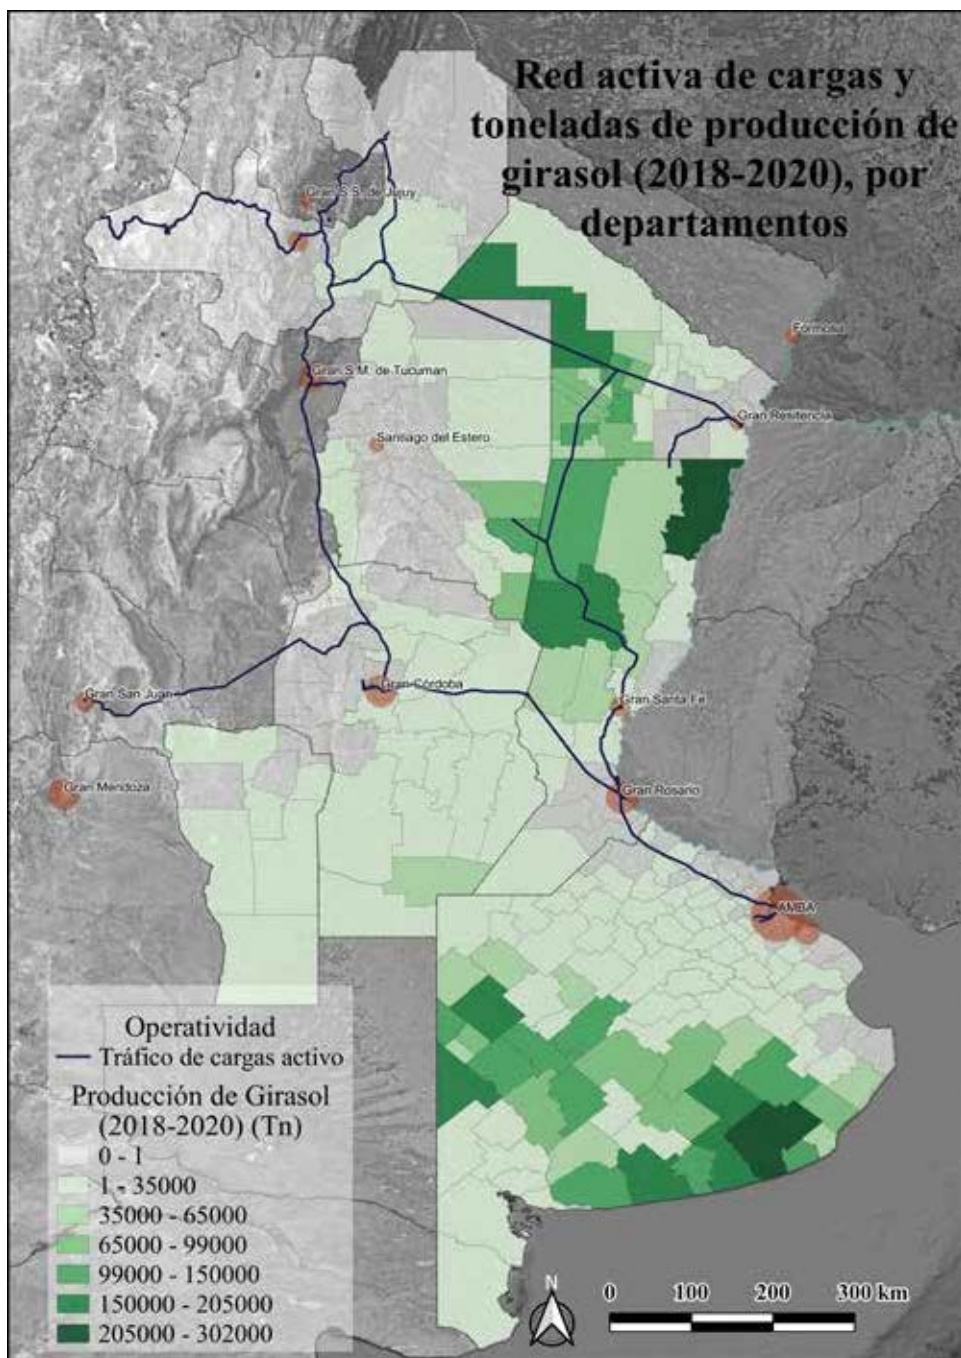 Red activa de cargas y
toneladas de producción de
girasol (2018-2020), por
departamentos
Gran S.S. de Jujuy
Formosa
Gran S.M. de Tucuman
Gran Resitencia
Santiago del Estero
Gran Córdoba
Gran San Juan
Gran Santa Fe
Gran Mendoza
Gran Rosario
AMBA
Operatividad
Tráfico de cargas activo
Producción de Girasol
(2018-2020) (Tn)
0 - 1
1 - 35000
35000 - 65000
65000 - 99000
99000 - 150000
150000 - 205000
205000 - 302000
N
0 100 200 300 km